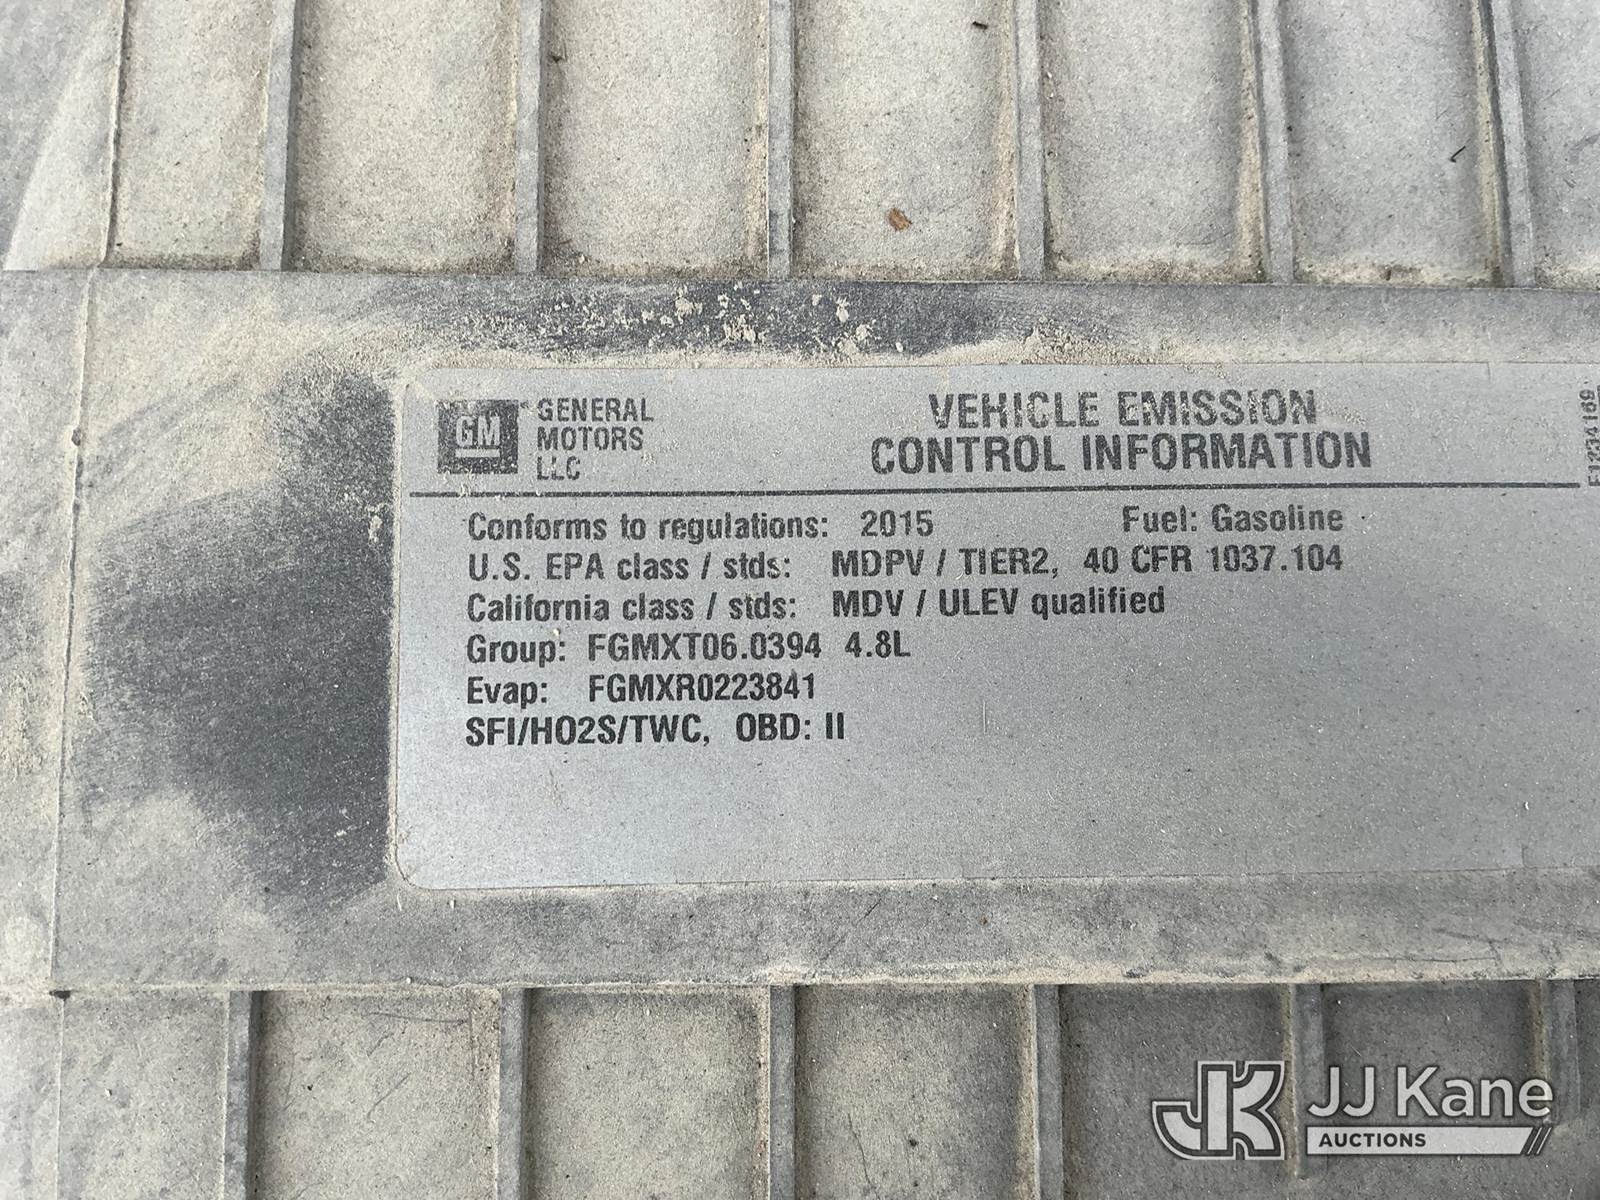 GM
GENERAL
MOTORS
LLC
VEHICLE EMISSION
CONTROL INFORMATION
Conforms to regulations: 2015 Fuel: Gasoline
U.S. EPA class / stds: MDPV / TIER2, 40 CFR 1037.104
California class / stds: MDV / ULEV qualified
Group: FGMXT06.0394 4.8L
Evap: FGMXR0223841
SFI/HO2S/TWC, OBD: II
JK
JJ Kane
AUCTIONS